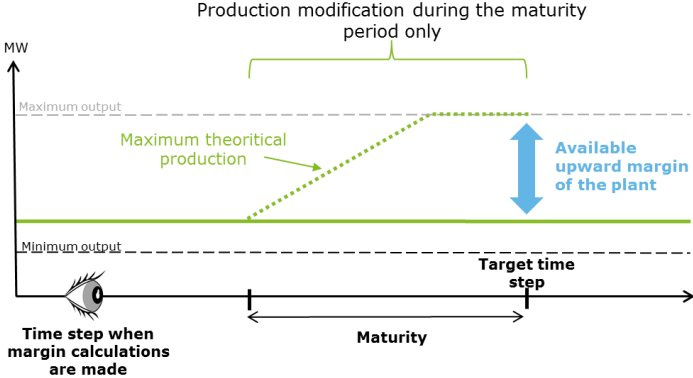 Production modification during the maturity
period only
MW
Maximum output
Maximum theoritical
production
Available
upward margin
of the plant
Minimum output
Target time
step
Time step when
margin calculations
are made
Maturity